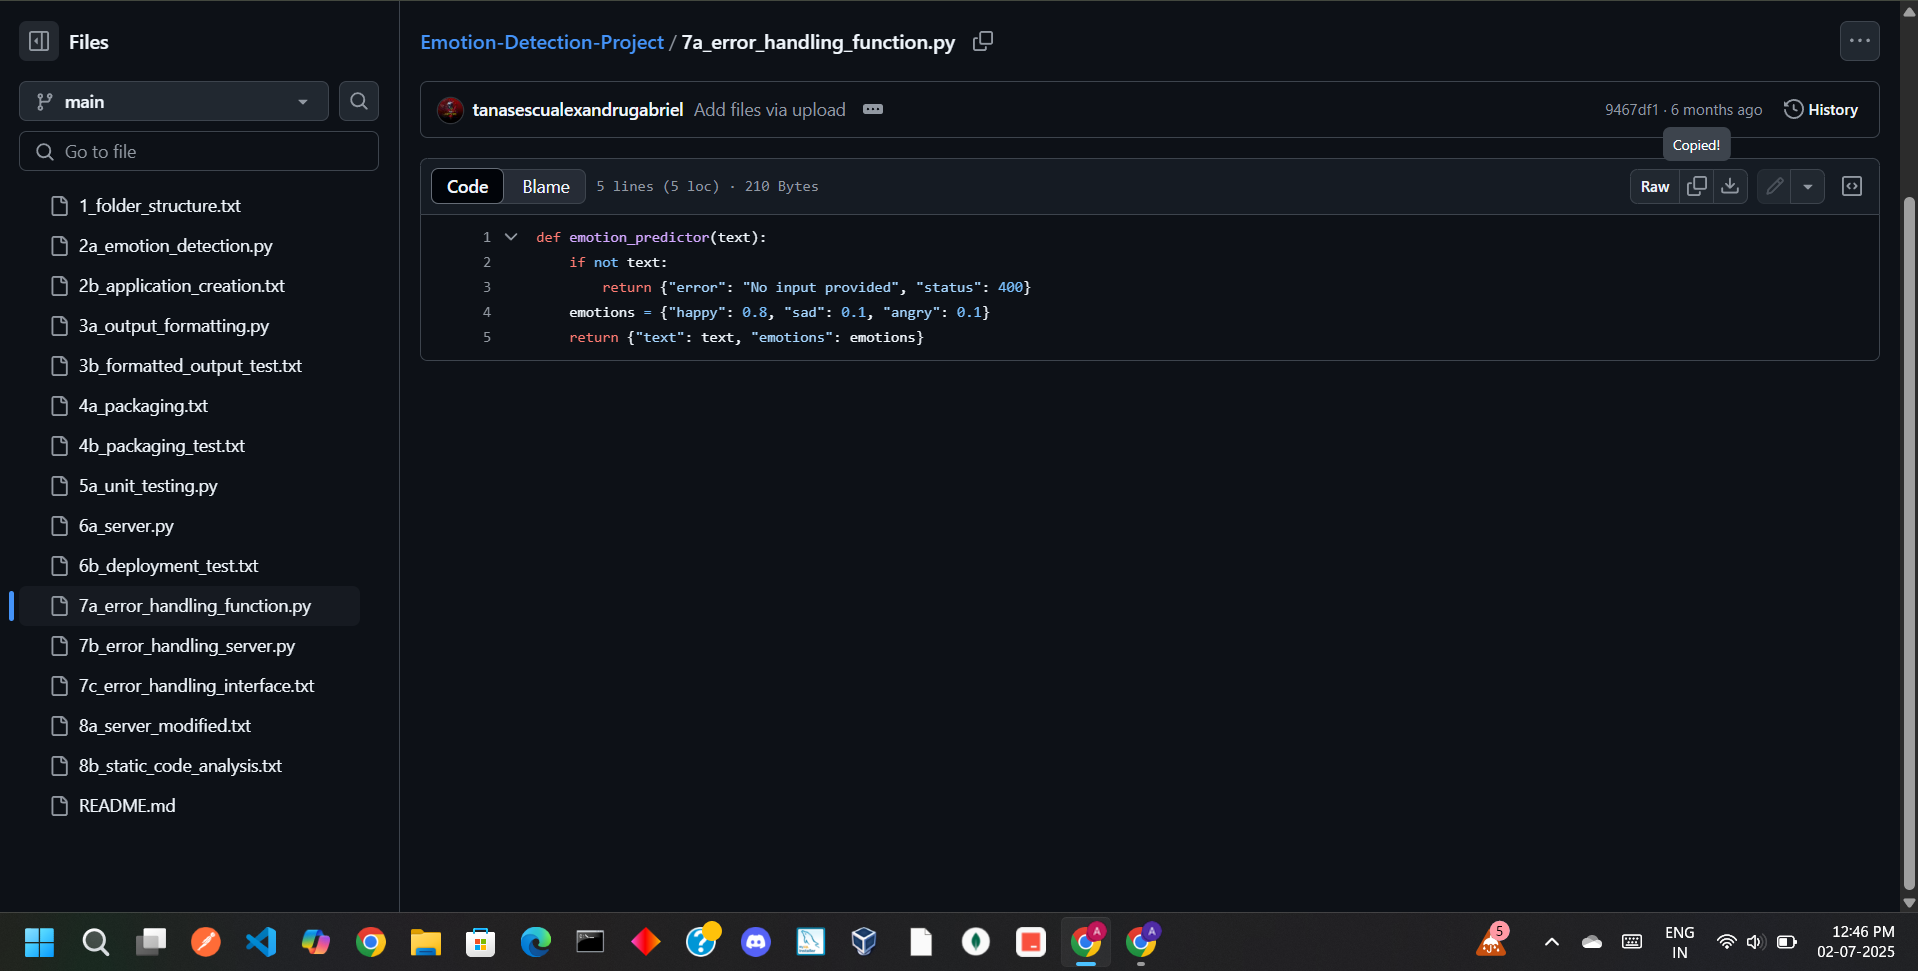 Files
main
Go to file
1_folder_structure.txt
2a_emotion_detection.py
2b_application_creation.txt
3a_output_formatting.py
3b_formatted_output_test.txt
4a_packaging.txt
4b_packaging_test.txt
5a_unit_testing.py
6a_server.py
6b_deployment_test.txt
7a_error_handling_function.py
7b_error_handling_server.py
7c_error_handling_interface.txt
8a_server_modified.txt
8b_static_code_analysis.txt
README.md
Emotion-Detection-Project / 7a_error_handling_function.py
tanasescualexandrugabriel Add files via upload
9467df1 · 6 months ago History
Copied!
Code Blame 5 lines (5 loc) · 210 Bytes Raw
1 def emotion_predictor(text):
2 if not text:
3 return {"error": "No input provided", "status": 400}
4 emotions = {"happy": 0.8, "sad": 0.1, "angry": 0.1}
5 return {"text": text, "emotions": emotions}
A
A
5
ENG
IN
12:46 PM
02-07-2025